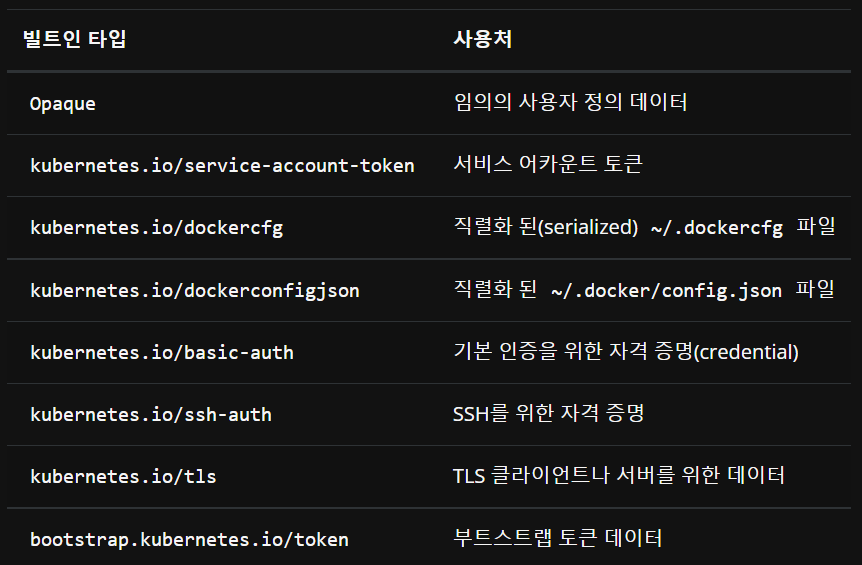 빌트인 타입 사용처
Opaque 임의의 사용자 정의 데이터
kubernetes.io/service-account-token 서비스 어카운트 토큰
kubernetes.io/dockercfg 직렬화 된(serialized) ~/.dockercfg 파일
kubernetes.io/dockerconfigjson 직렬화 된 ~/.docker/config.json 파일
kubernetes.io/basic-auth 기본 인증을 위한 자격 증명(credential)
kubernetes.io/ssh-auth SSH를 위한 자격 증명
kubernetes.io/tls TLS 클라이언트나 서버를 위한 데이터
bootstrap.kubernetes.io/token 부트스트랩 토큰 데이터